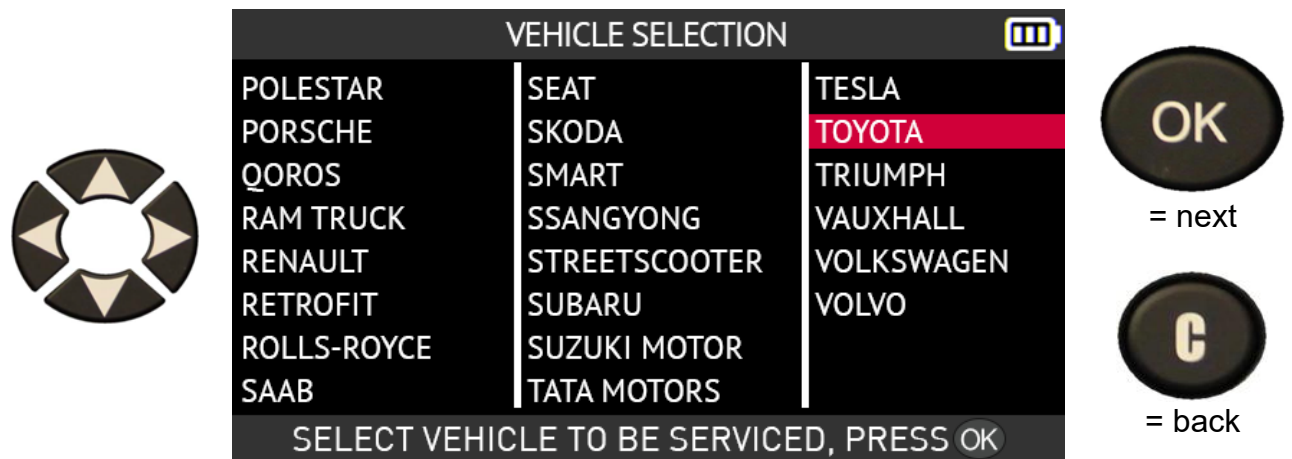 VEHICLE SELECTION
POLESTAR
PORSCHE
QOROS
RAM TRUCK
RENAULT
RETROFIT
ROLLS-ROYCE
SAAB
SEAT
SKODA
SMART
SSANGYONG
STREETSCOOTER
SUBARU
SUZUKI MOTOR
TATA MOTORS
TESLA
TOYOTA
TRIUMPH
VAUXHALL
VOLKSWAGEN
VOLVO
SELECT VEHICLE TO BE SERVICED, PRESS OK
OK
= next
C
= back